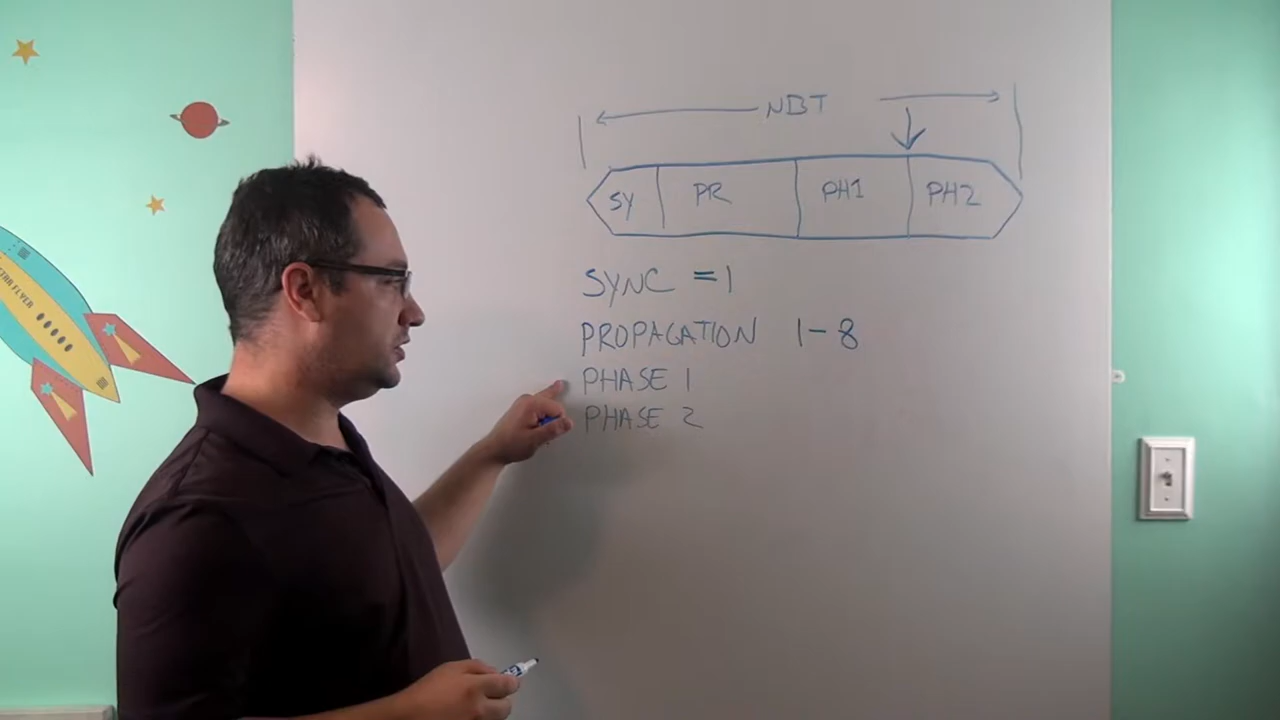 NBT
SY PR PH1 PH2
SYNC = 1
PROPAGATION 1-8
PHASE 1
PHASE 2